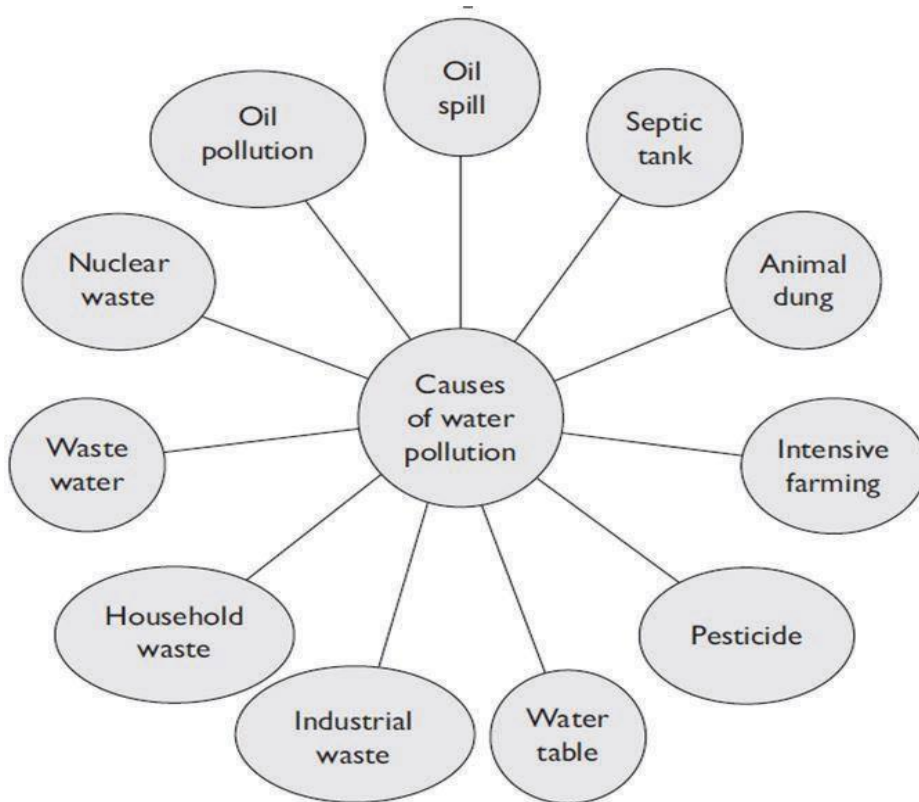 Oil
spill
Septic
tank
Animal
dung
Intensive
farming
Pesticide
Water
table
Industrial
waste
Household
waste
Waste
water
Nuclear
waste
Oil
pollution
Causes
of water
pollution